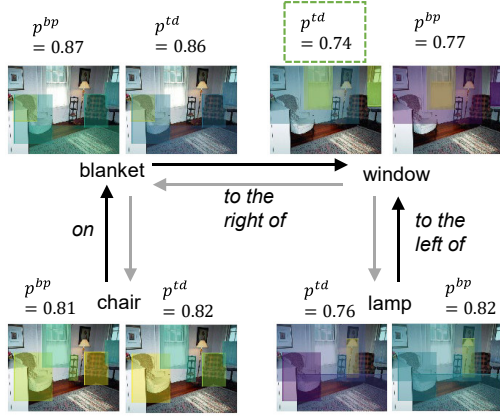 p^{bp} = 0.87
p^{td} = 0.86
p^{td} = 0.74
p^{bp} = 0.77
blanket
window
to the
right of
on
to the
left of
p^{bp} = 0.81
chair
p^{td} = 0.82
p^{td} = 0.76
lamp
p^{bp} = 0.82